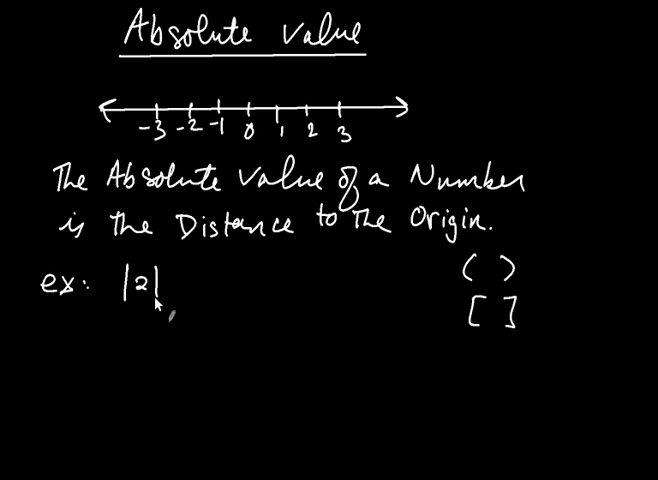 Absolute Value
-3 -2 -1 0 1 2 3
The Absolute Value of a Number
is the Distance to the Origin.
ex: |2|
( )
[ ]